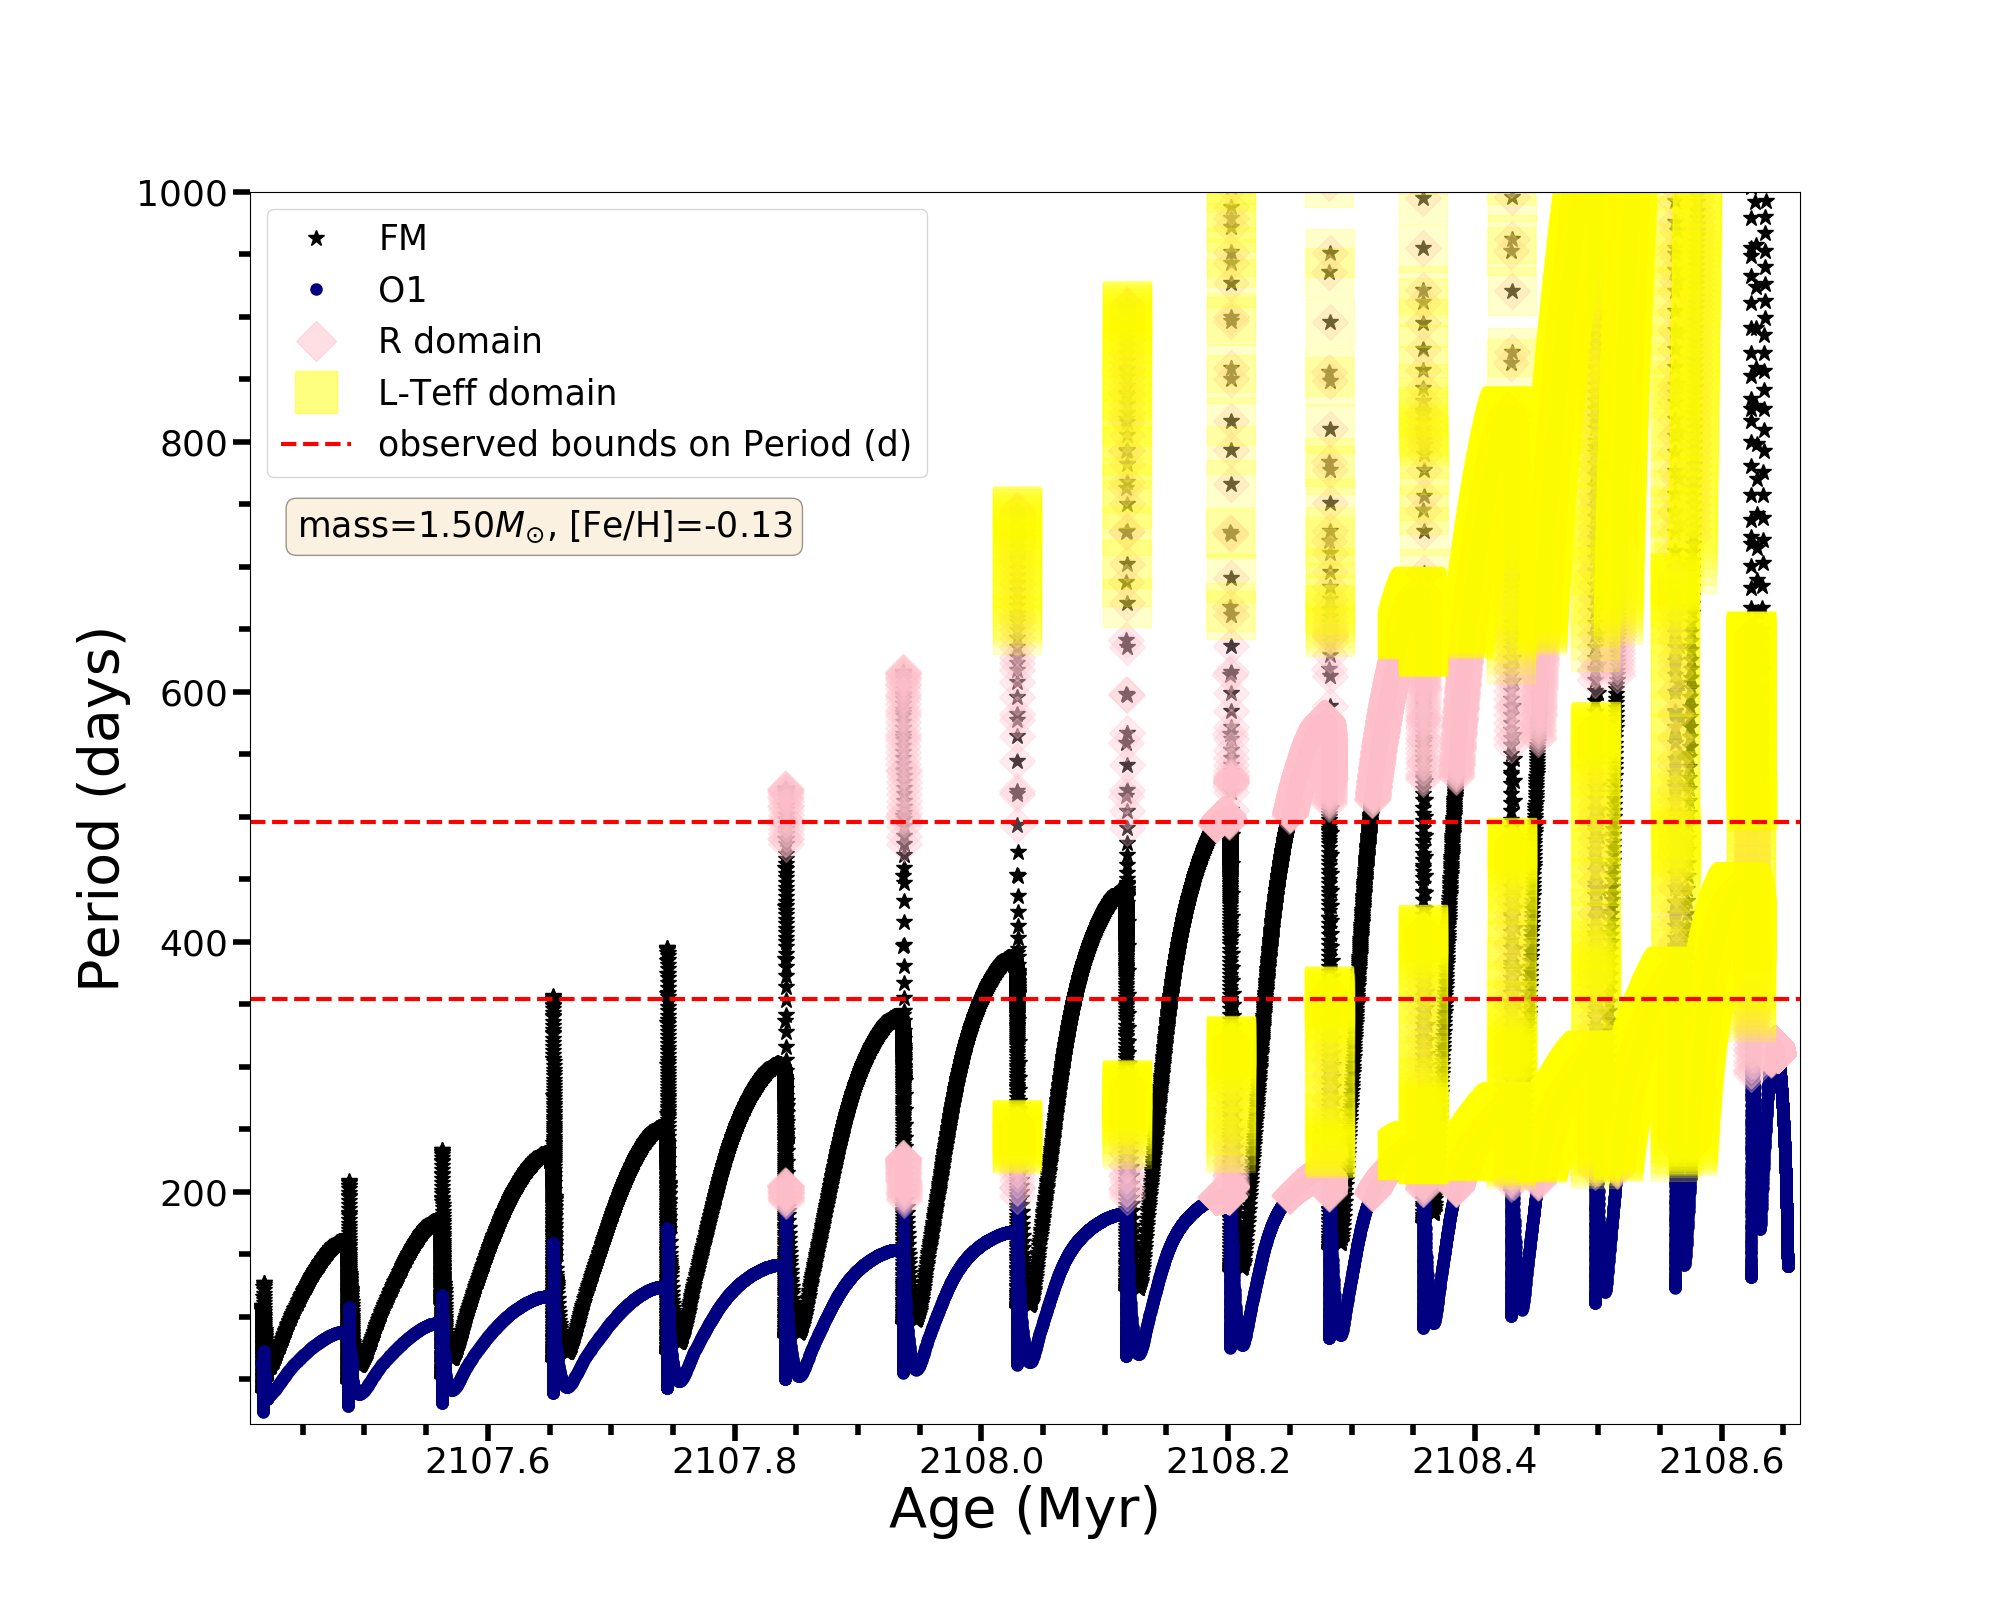 1000
800
600
400
200
Period (days)
FM
O1
R domain
L-Teff domain
observed bounds on Period (d)
mass=1.50M☉, [Fe/H]=-0.13
2107.6 2107.8 2108.0 2108.2 2108.4 2108.6
Age (Myr)